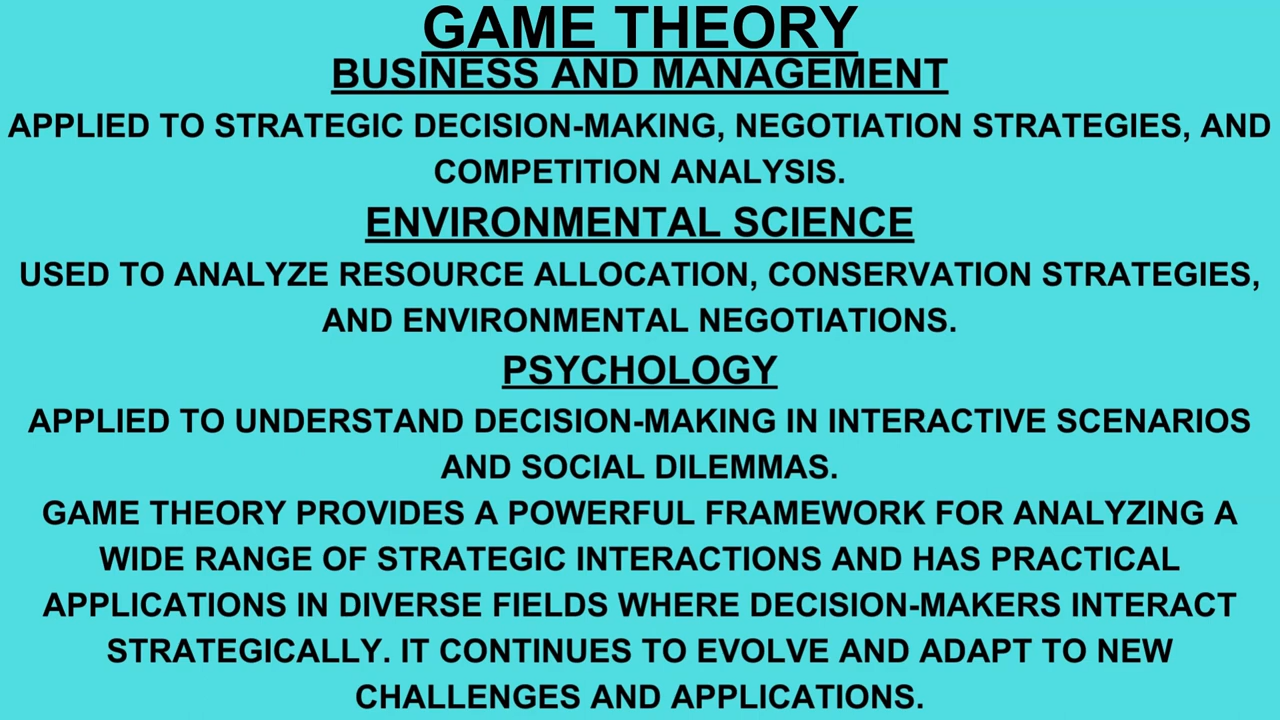 GAME THEORY
BUSINESS AND MANAGEMENT
APPLIED TO STRATEGIC DECISION-MAKING, NEGOTIATION STRATEGIES, AND
COMPETITION ANALYSIS.
ENVIRONMENTAL SCIENCE
USED TO ANALYZE RESOURCE ALLOCATION, CONSERVATION STRATEGIES,
AND ENVIRONMENTAL NEGOTIATIONS.
PSYCHOLOGY
APPLIED TO UNDERSTAND DECISION-MAKING IN INTERACTIVE SCENARIOS
AND SOCIAL DILEMMAS.
GAME THEORY PROVIDES A POWERFUL FRAMEWORK FOR ANALYZING A
WIDE RANGE OF STRATEGIC INTERACTIONS AND HAS PRACTICAL
APPLICATIONS IN DIVERSE FIELDS WHERE DECISION-MAKERS INTERACT
STRATEGICALLY. IT CONTINUES TO EVOLVE AND ADAPT TO NEW
CHALLENGES AND APPLICATIONS.